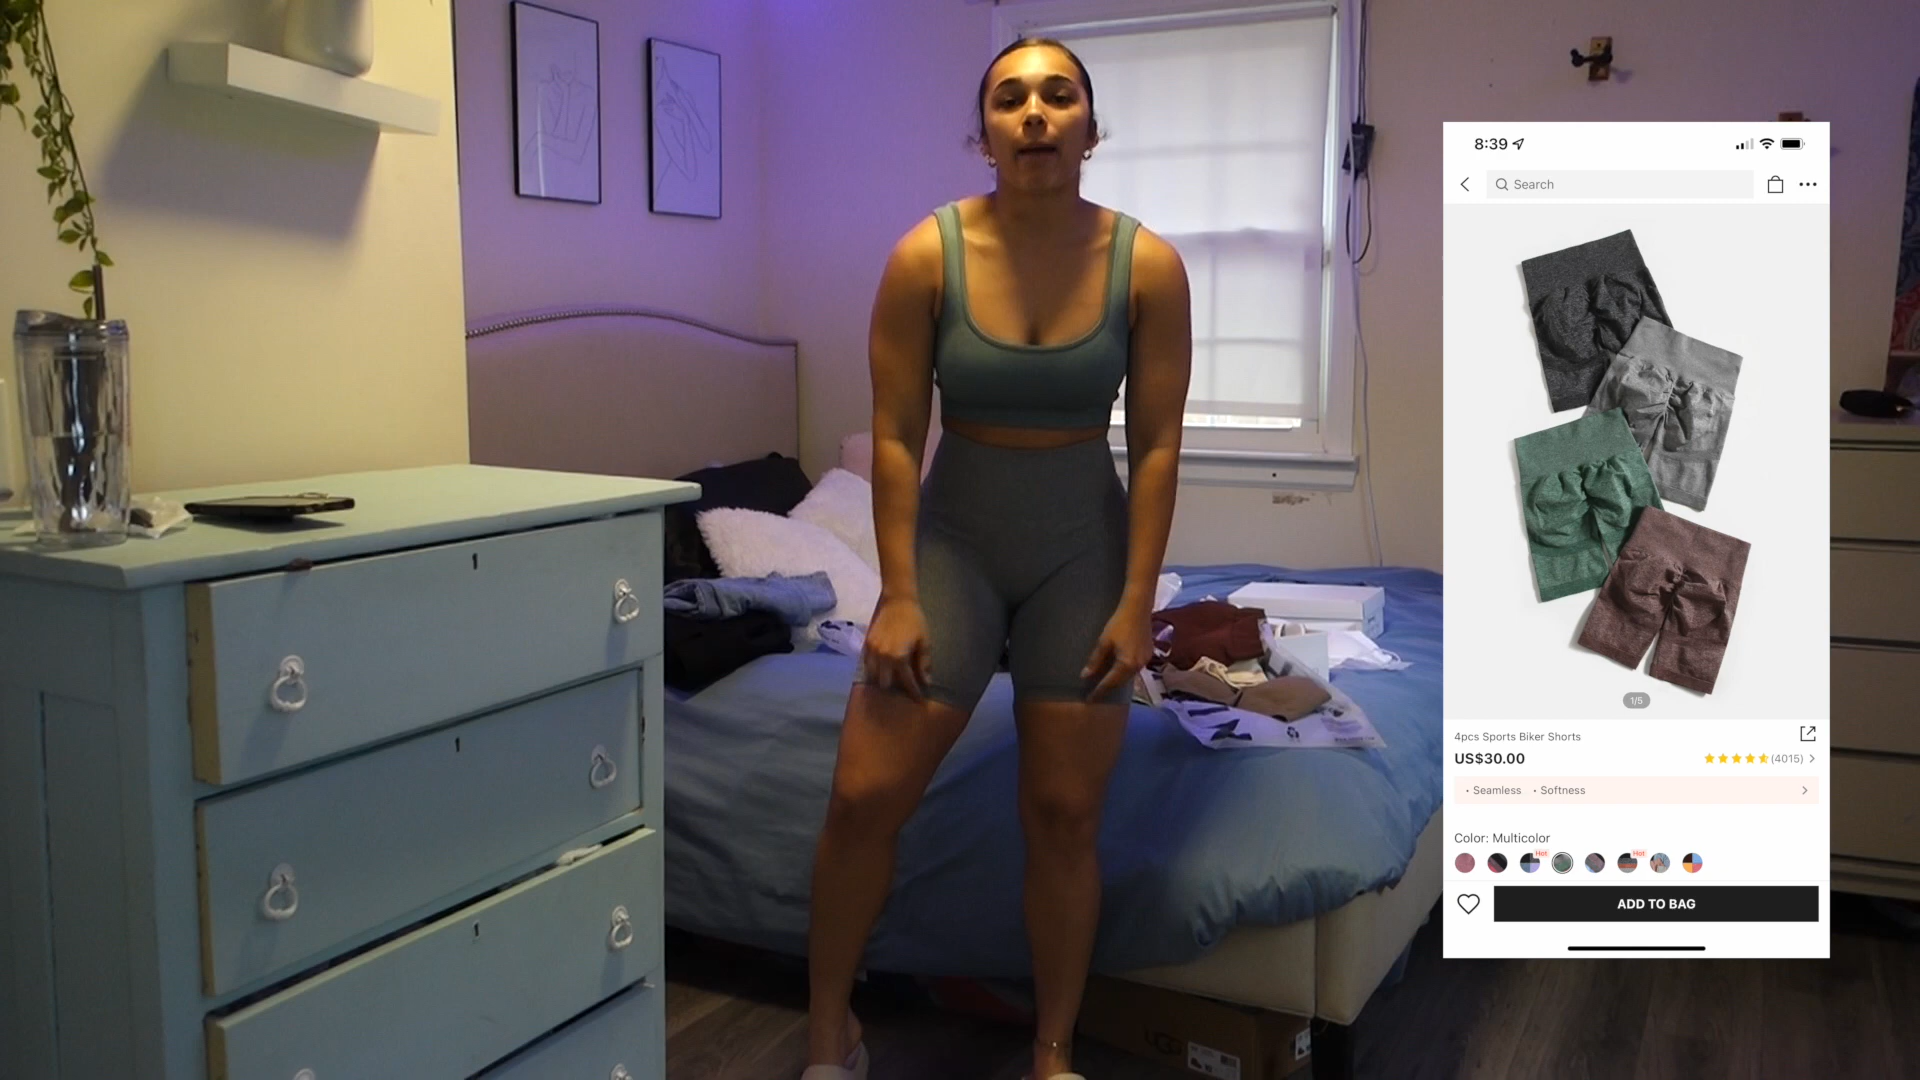 8:39
Search
1/5
4pcs Sports Biker Shorts
US$30.00
(4015)
• Seamless • Softness
Color: Multicolor
Hot
Hot
ADD TO BAG
UGG